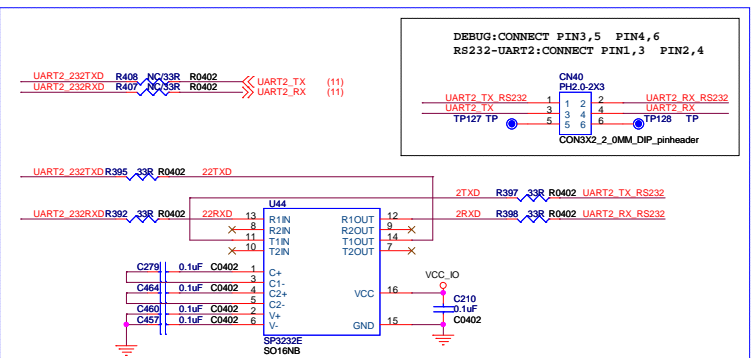 DEBUG:CONNECT PIN3,5 PIN4,6
RS232-UART2:CONNECT PIN1,3 PIN2,4
CN40
PH2.0-2X3
UART2_TX_RS232 1 1 2 2 UART2_RX_RS232
UART2_TX 3 3 4 4 UART2_RX
TP127 TP 5 5 6 6 TP128 TP
CON3X2_2_0MM_DIP_pinheader
UART2_232TXD R408 NC/33R R0402 UART2_TX (11)
UART2_232RXD R407 NC/33R R0402 UART2_RX (11)
UART2_232TXD R395 33R R0402 22TXD
2TXD R397 33R R0402 UART2_TX_RS232
U44
UART2_232RXD R392 33R R0402 22RXD 13 R1IN R1OUT 12 2RXD R398 33R R0402 UART2_RX_RS232
8 R2IN R2OUT 9
11 T1IN T1OUT 14
10 T2IN T2OUT 7
C279 0.1uF C0402 1 C+
3 C1-
C464 0.1uF C0402 4 C2+
5 C2-
C460 0.1uF C0402 2 V+
C457 0.1uF C0402 6 V-
VCC 16 VCC_IO
C210
0.1uF
C0402
GND 15
SP3232E
SO16NB